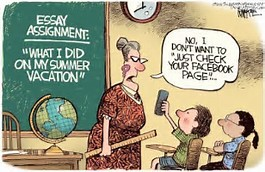 ESSAY
ASSIGNMENT:
"WHAT I DID
ON MY SUMMER
VACATION"
NO, I
DON'T WANT TO
"JUST CHECK
YOUR FACEBOOK
PAGE"...